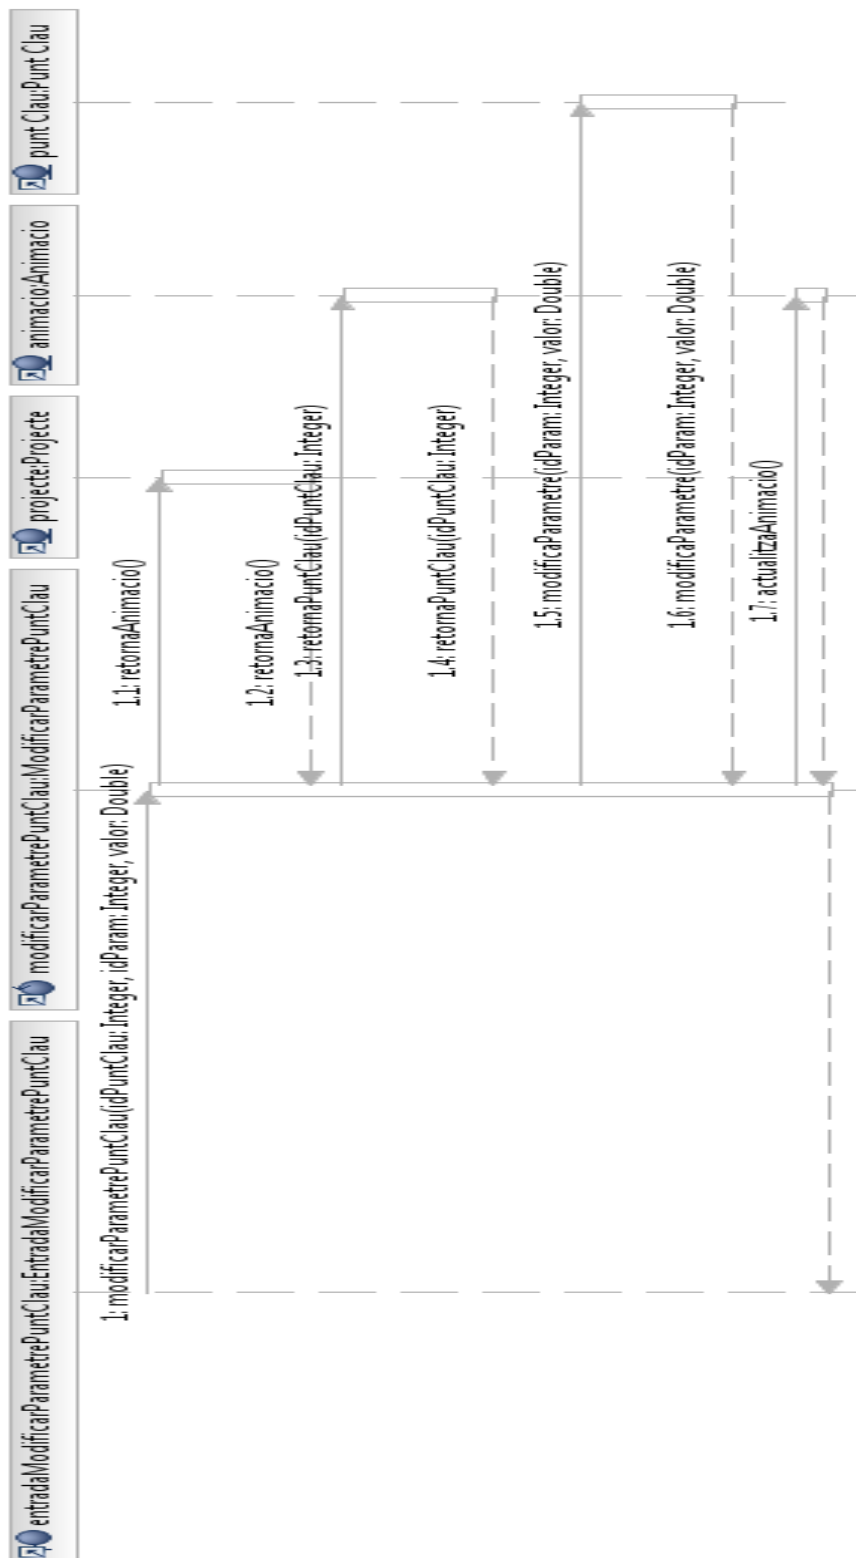 entradaModificarParametrePuntClau:EntradaModificarParametrePuntClau
modificarParametrePuntClau:ModificarParametrePuntClau
projecte:Projecte
animacio:Animacio
punt Clau:Punt Clau
1: modificarParametrePuntClau(idPuntClau: Integer, idParam: Integer, valor: Double)
1.1: retornaAnimacio()
1.2: retornaAnimacio()
1.3: retornaPuntClau(idPuntClau: Integer)
1.4: retornaPuntClau(idPuntClau: Integer)
1.5: modificaParametre(idParam: Integer, valor: Double)
1.6: modificaParametre(idParam: Integer, valor: Double)
1.7: actualitzaAnimacio()